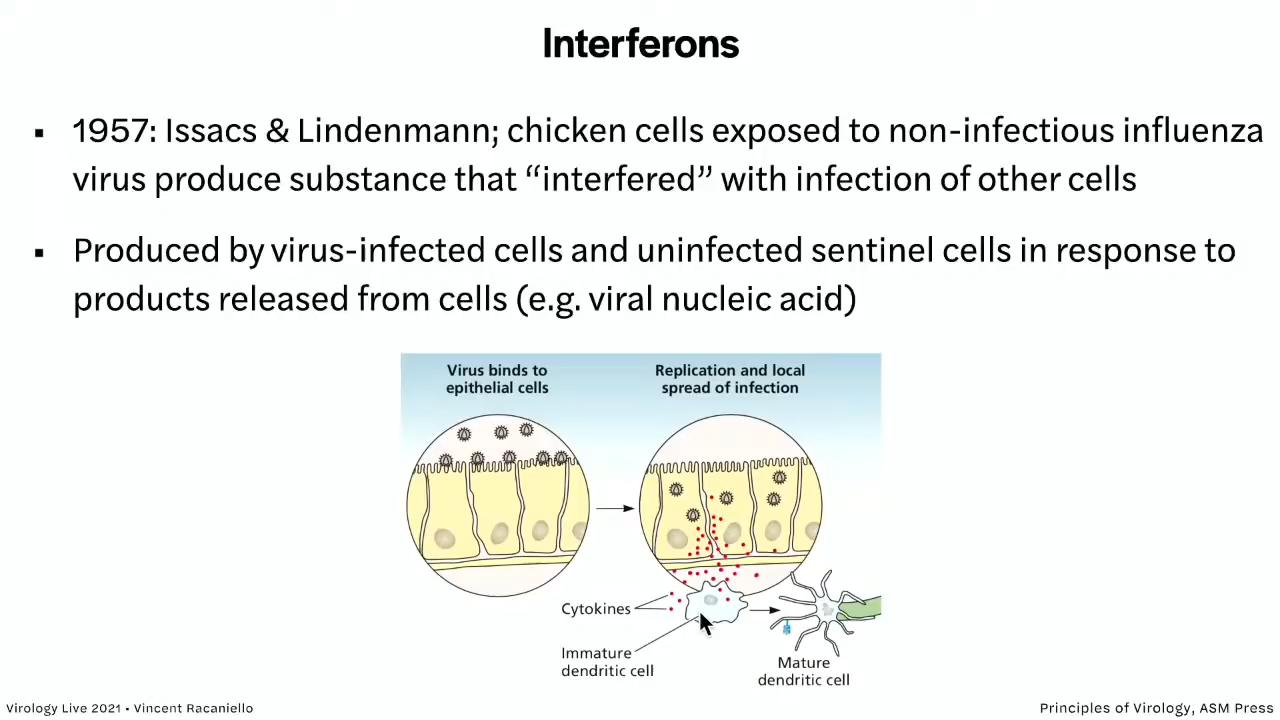 Interferons
▪ 1957: Issacs & Lindenmann; chicken cells exposed to non-infectious influenza
virus produce substance that “interfered” with infection of other cells
▪ Produced by virus-infected cells and uninfected sentinel cells in response to
products released from cells (e.g. viral nucleic acid)
Virus binds to
epithelial cells
Replication and local
spread of infection
Cytokines
Immature
dendritic cell
Mature
dendritic cell
Virology Live 2021 • Vincent Racaniello
Principles of Virology, ASM Press